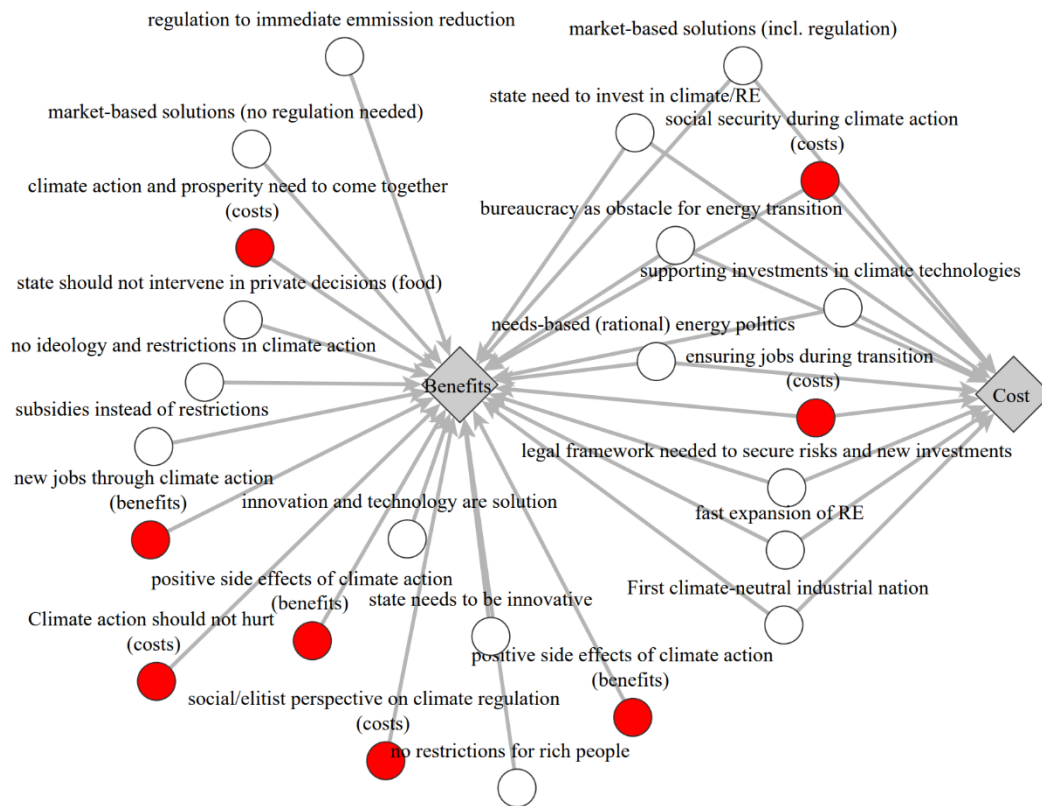 regulation to immediate emmission reduction
market-based solutions (incl. regulation)
state need to invest in climate/RE
market-based solutions (no regulation needed)
social security during climate action
(costs)
climate action and prosperity need to come together
(costs)
bureaucracy as obstacle for energy transition
supporting investments in climate technologies
state should not intervene in private decisions (food)
needs-based (rational) energy politics
no ideology and restrictions in climate action
ensuring jobs during transition
(costs)
Benefits
Cost
subsidies instead of restrictions
legal framework needed to secure risks and new investments
new jobs through climate action
(benefits)
innovation and technology are solution
fast expansion of RE
positive side effects of climate action
(benefits)
First climate-neutral industrial nation
state needs to be innovative
Climate action should not hurt
(costs)
positive side effects of climate action
(benefits)
social/elitist perspective on climate regulation
(costs)
no restrictions for rich people